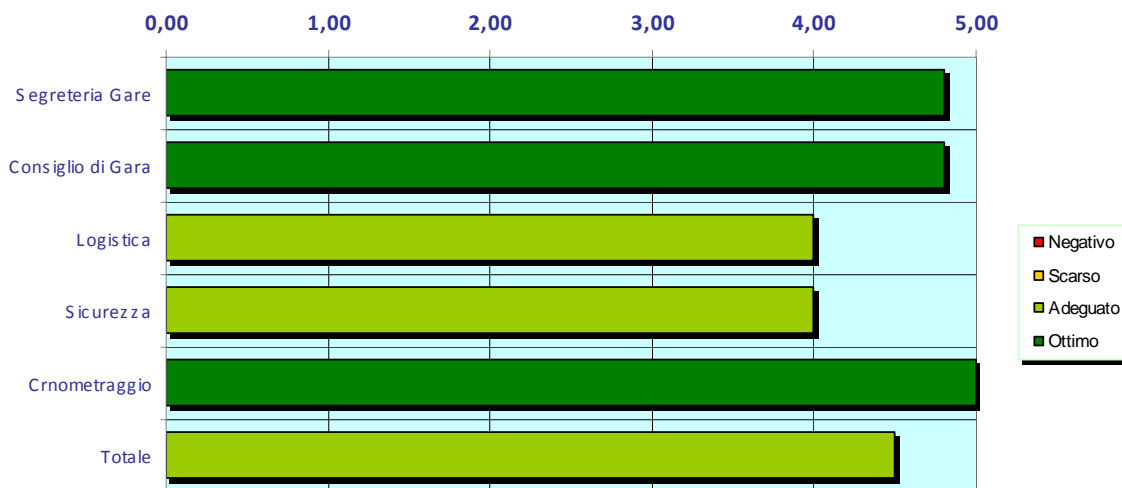 0,00 1,00 2,00 3,00 4,00 5,00
Segreteria Gare
Consiglio di Gara
Logistica
Sicurezza
Crnometraggio
Totale
Negativo
Scarso
Adeguato
Ottimo